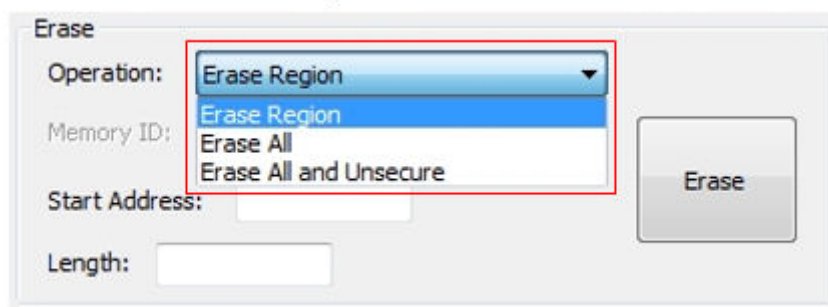 Erase
Operation: Erase Region
Erase Region
Memory ID:
Erase All
Erase All and Unsecure
Erase
Start Address:
Length: